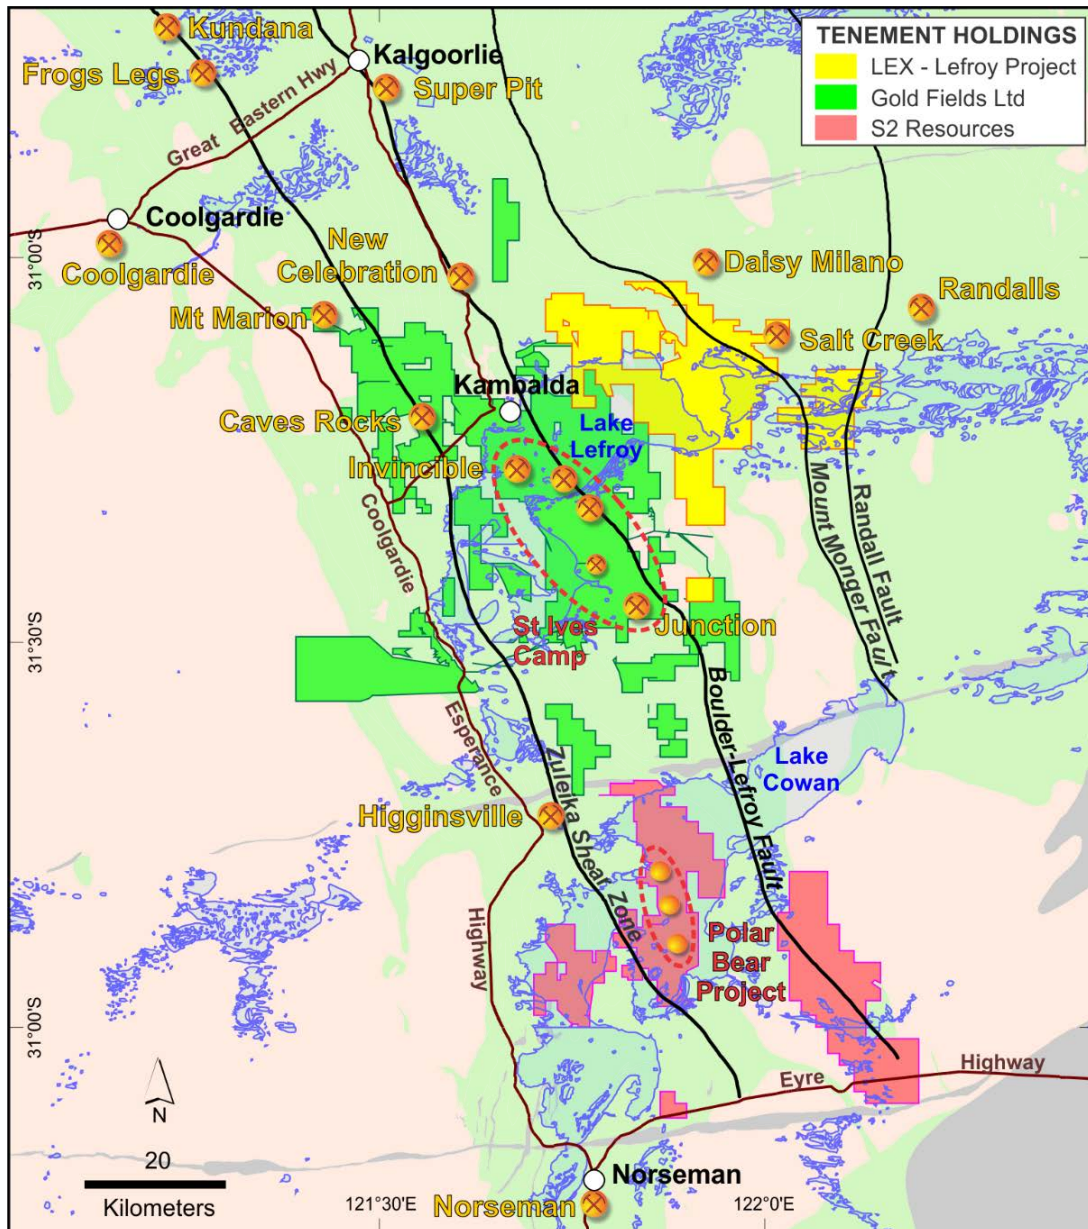 Kundana
Kalgoorlie
Frogs Legs
Super Pit
Great Eastern Hwy
TENEMENT HOLDINGS
LEX - Lefroy Project
Gold Fields Ltd
S2 Resources
Coolgardie
Coolgardie
New
Celebration
Daisy Milano
Randalls
Mt Marion
Salt Creek
31°00'S
Kambalda
Caves Rocks
Lake
Lefroy
Invincible
Coolgardie
Mount Monger Fault
Randall Fault
St Ives
Camp
Junction
31°30'S
Esperance
Boulder-Lefroy Fault
Lake
Cowan
Zuleika Shear Zone
Higginsville
Highway
Polar
Bear
Project
31°00'S
Eyre
Highway
N
20
Kilometers
121°30'E
122°0'E
Norseman
Norseman